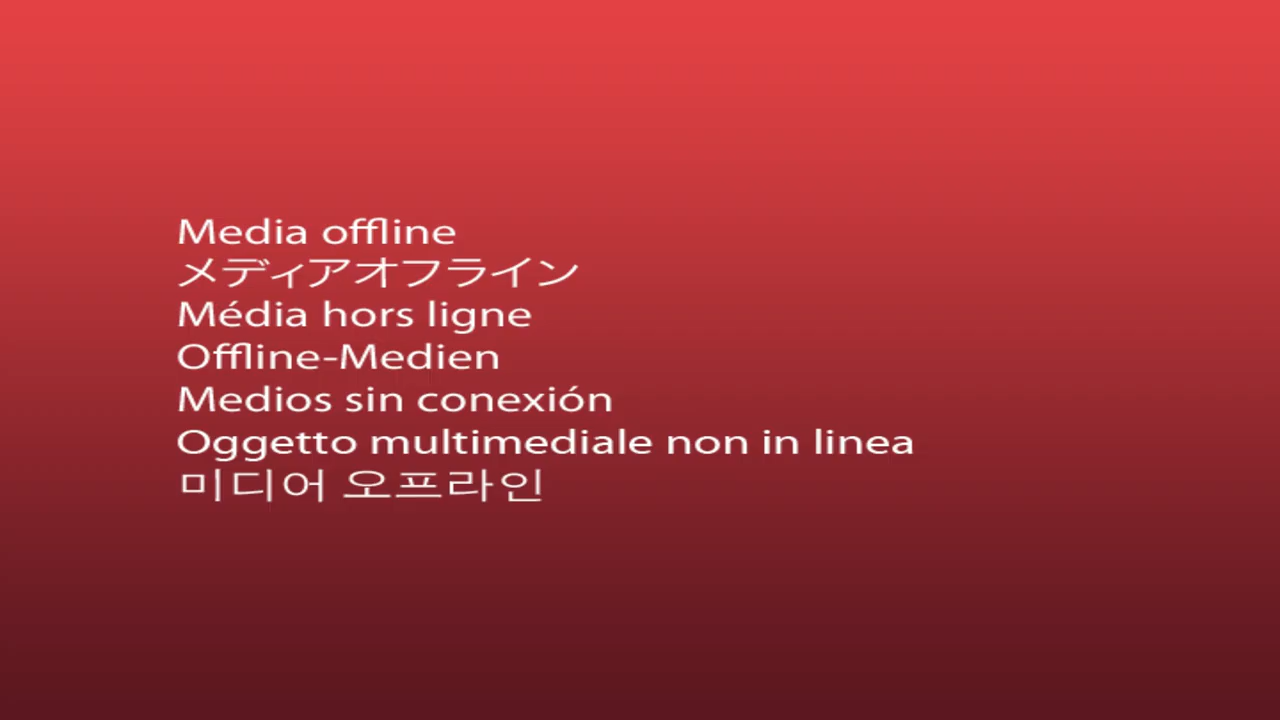 Media offline
メディアオフライン
Média hors ligne
Offline-Medien
Medios sin conexión
Oggetto multimediale non in linea
미디어 오프라인